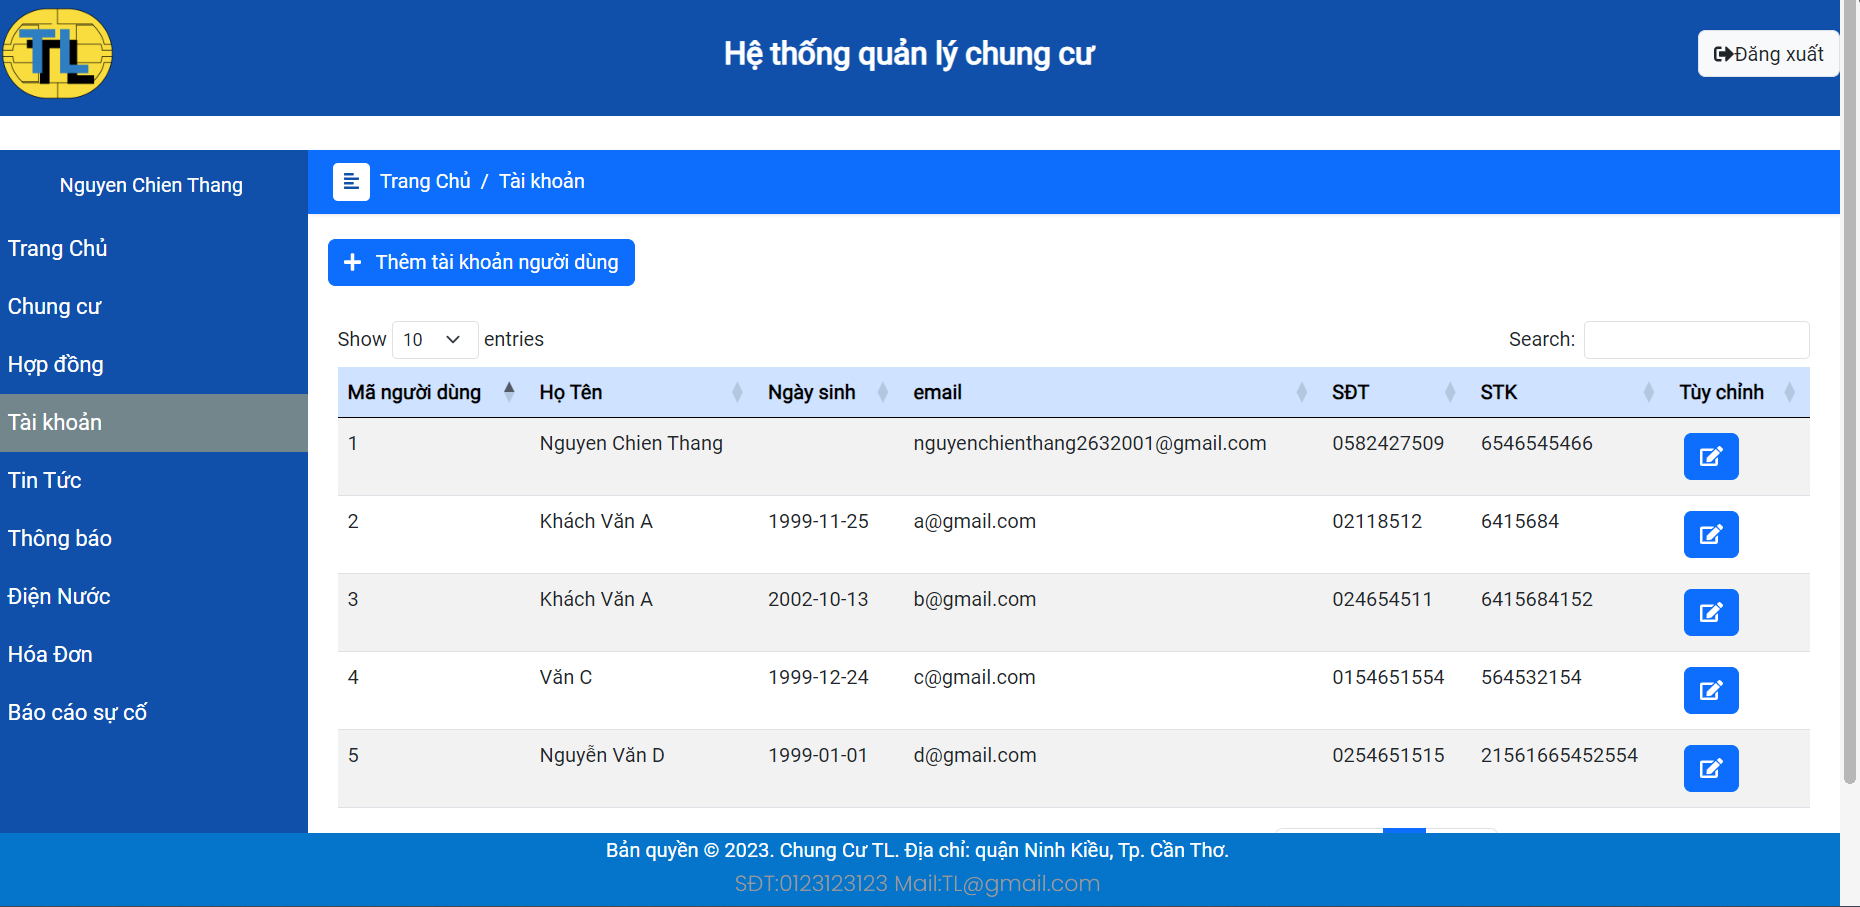 TL
Hệ thống quản lý chung cư
Đăng xuất
Nguyen Chien Thang
Trang Chủ / Tài khoản
Trang Chủ
Chung cư
Hợp đồng
Tài khoản
Tin Tức
Thông báo
Điện Nước
Hóa Đơn
Báo cáo sự cố
Thêm tài khoản người dùng
Show 10 entries
Search:
Mã người dùng Họ Tên Ngày sinh email SĐT STK Tùy chỉnh
1 Nguyen Chien Thang nguyenchienthang2632001@gmail.com 0582427509 6546545466
2 Khách Văn A 1999-11-25 a@gmail.com 02118512 6415684
3 Khách Văn A 2002-10-13 b@gmail.com 024654511 6415684152
4 Văn C 1999-12-24 c@gmail.com 0154651554 564532154
5 Nguyễn Văn D 1999-01-01 d@gmail.com 0254651515 21561665452554
Bản quyền © 2023. Chung Cư TL. Địa chỉ: quận Ninh Kiều, Tp. Cần Thơ.
SĐT:0123123123 Mail:TL@gmail.com